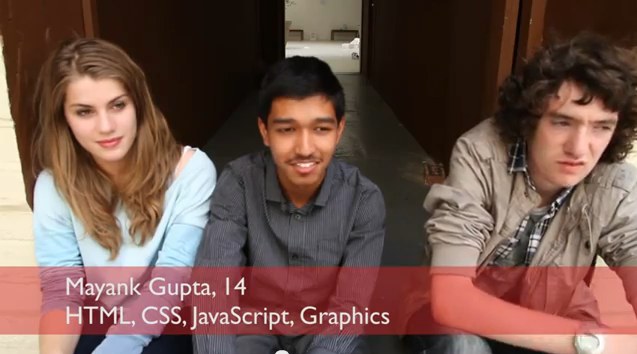 Mayank Gupta, 14
HTML, CSS, JavaScript, Graphics